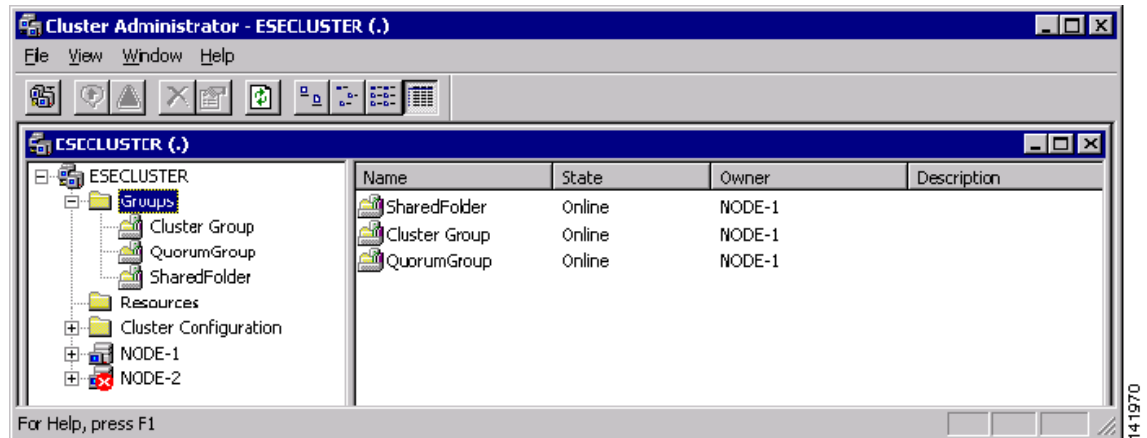 Cluster Administrator - ESECLUSTER (.)
File View Window Help
ESECLUSTER (.)
ESECLUSTER
Groups
Cluster Group
QuorumGroup
SharedFolder
Resources
Cluster Configuration
NODE-1
NODE-2
Name State Owner Description
SharedFolder Online NODE-1
Cluster Group Online NODE-1
QuorumGroup Online NODE-1
For Help, press F1
141970